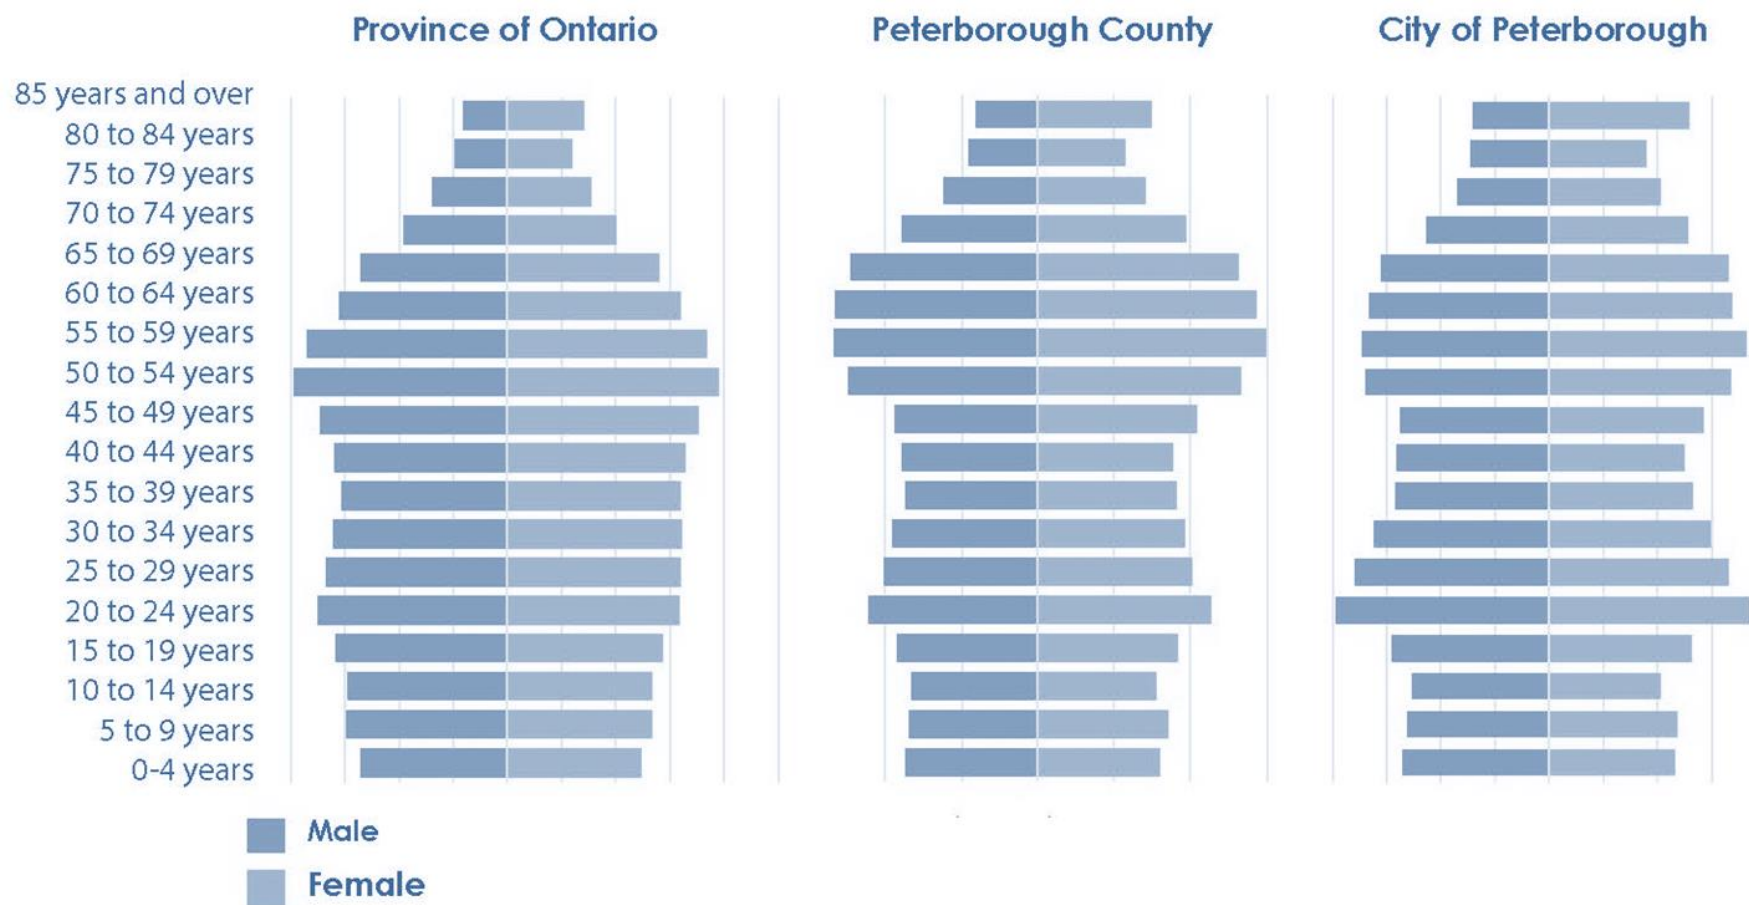 Province of Ontario
Peterborough County
City of Peterborough
85 years and over
80 to 84 years
75 to 79 years
70 to 74 years
65 to 69 years
60 to 64 years
55 to 59 years
50 to 54 years
45 to 49 years
40 to 44 years
35 to 39 years
30 to 34 years
25 to 29 years
20 to 24 years
15 to 19 years
10 to 14 years
5 to 9 years
0-4 years
Male
Female